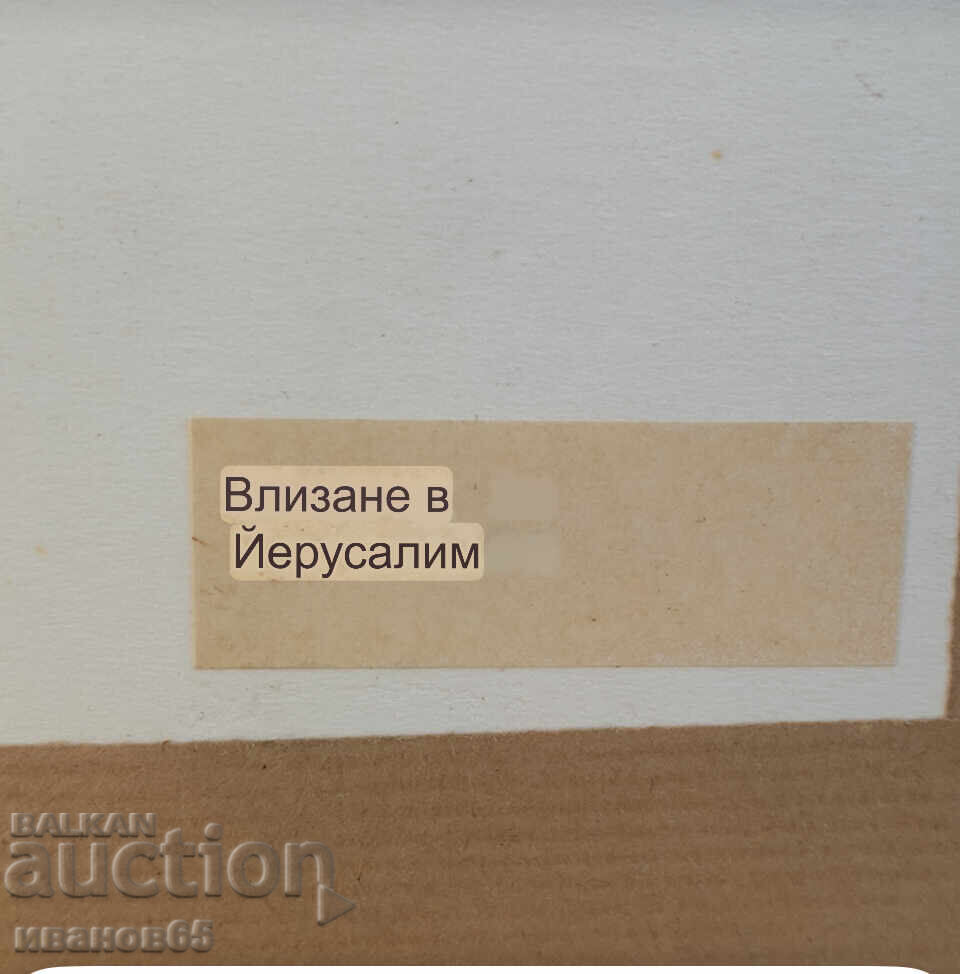 Влизане в
Йерусалим
BALKAN
auction
иванов65